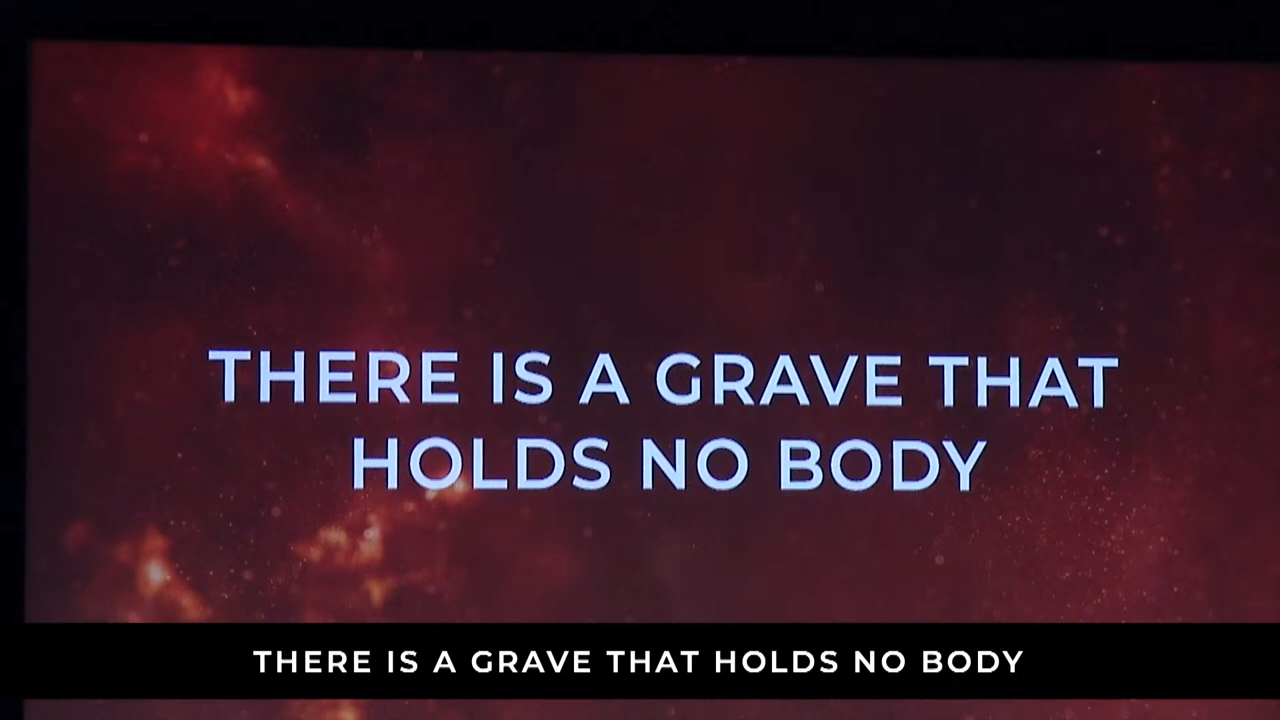 THERE IS A GRAVE THAT
HOLDS NO BODY
THERE IS A GRAVE THAT HOLDS NO BODY